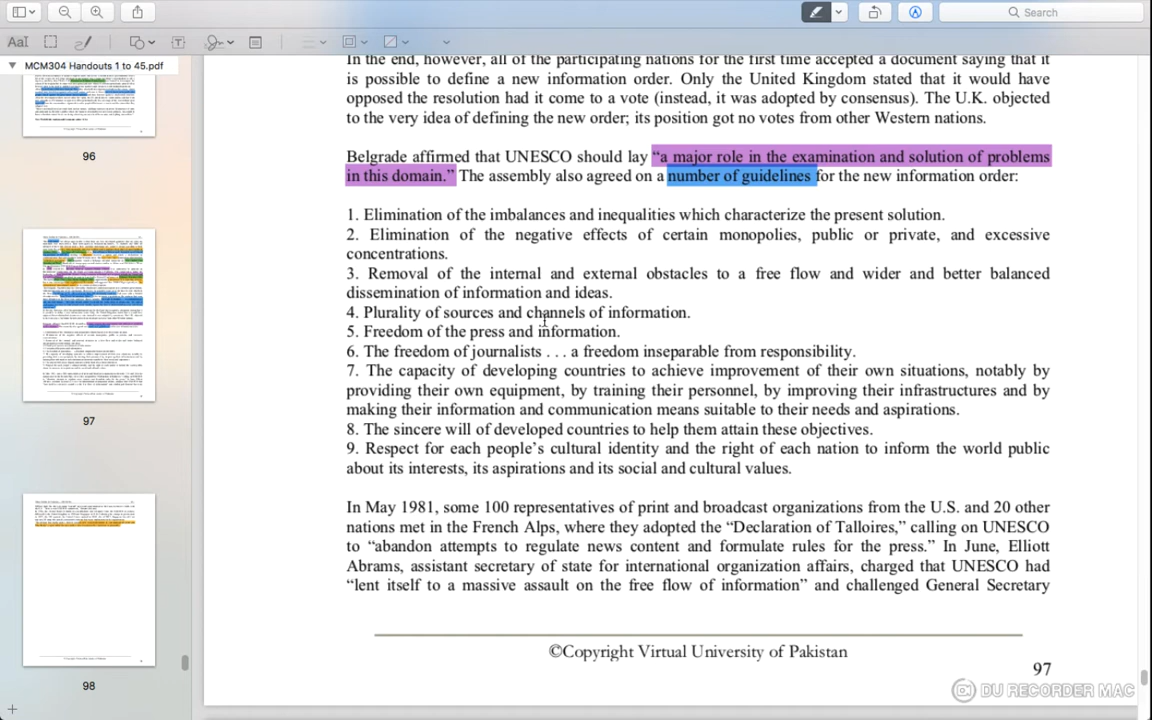 Search
MCM304 Handouts 1 to 45.pdf
96
97
98
In the end, however, all of the participating nations for the first time accepted a document saying that it
is possible to define a new information order. Only the United Kingdom stated that it would have
opposed the resolution had it come to a vote (instead, it was adopted by consensus). The U.K. objected
to the very idea of defining the new order; its position got no votes from other Western nations.
Belgrade affirmed that UNESCO should lay “a major role in the examination and solution of problems
in this domain.” The assembly also agreed on a number of guidelines for the new information order:
1. Elimination of the imbalances and inequalities which characterize the present solution.
2. Elimination of the negative effects of certain monopolies, public or private, and excessive
concentrations.
3. Removal of the internal and external obstacles to a free flow and wider and better balanced
dissemination of information and ideas.
4. Plurality of sources and channels of information.
5. Freedom of the press and information.
6. The freedom of journalists . . . a freedom inseparable from responsibility.
7. The capacity of developing countries to achieve improvement of their own situations, notably by
providing their own equipment, by training their personnel, by improving their infrastructures and by
making their information and communication means suitable to their needs and aspirations.
8. The sincere will of developed countries to help them attain these objectives.
9. Respect for each people’s cultural identity and the right of each nation to inform the world public
about its interests, its aspirations and its social and cultural values.
In May 1981, some 100 representatives of print and broadcast organizations from the U.S. and 20 other
nations met in the French Alps, where they adopted the “Declaration of Talloires,” calling on UNESCO
to “abandon attempts to regulate news content and formulate rules for the press.” In June, Elliott
Abrams, assistant secretary of state for international organization affairs, charged that UNESCO had
“lent itself to a massive assault on the free flow of information” and challenged General Secretary
©Copyright Virtual University of Pakistan
97
DU RECORDER MAC